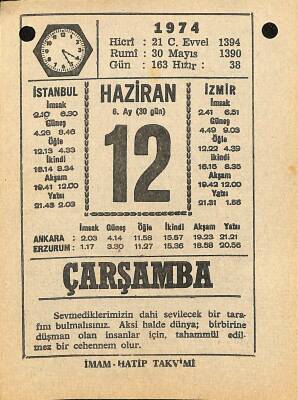 1974
Hicrî : 21 C. Evvel 1394
Rumî : 30 Mayıs 1390
Gün : 163 Hızır : 38
İSTANBUL
İmsak
2.10 6.30
Güneş
4.26 8.46
Öğle
12.13 4.33
İkindi
16.14 8.34
Akşam
19.41 12.00
Yatsı
21.43 2.03
HAZİRAN
6. Ay (30 gün)
12
İZMİR
İmsak
2.41 6.51
Güneş
4.49 9.03
Öğle
12.22 4.39
İkindi
16.15 8.35
Akşam
19.42 12.00
Yatsı
21.31 1.56
İmsak Güneş Öğle İkindi Akşam Yatsı
ANKARA : 2.03 4.14 11.58 15.57 19.23 21.21
ERZURUM : 1.17 3.30 11.27 15.36 18.58 20.56
ÇARŞAMBA
Sevmediklerimizin dahi sevilecek bir tara-
fını bulmalısınız. Aksi halde dünya; birbirine
düşman olan insanlar için, tahammül edil-
mez bir cehennem olur.
İMAM - HATİP TAKVİMİ